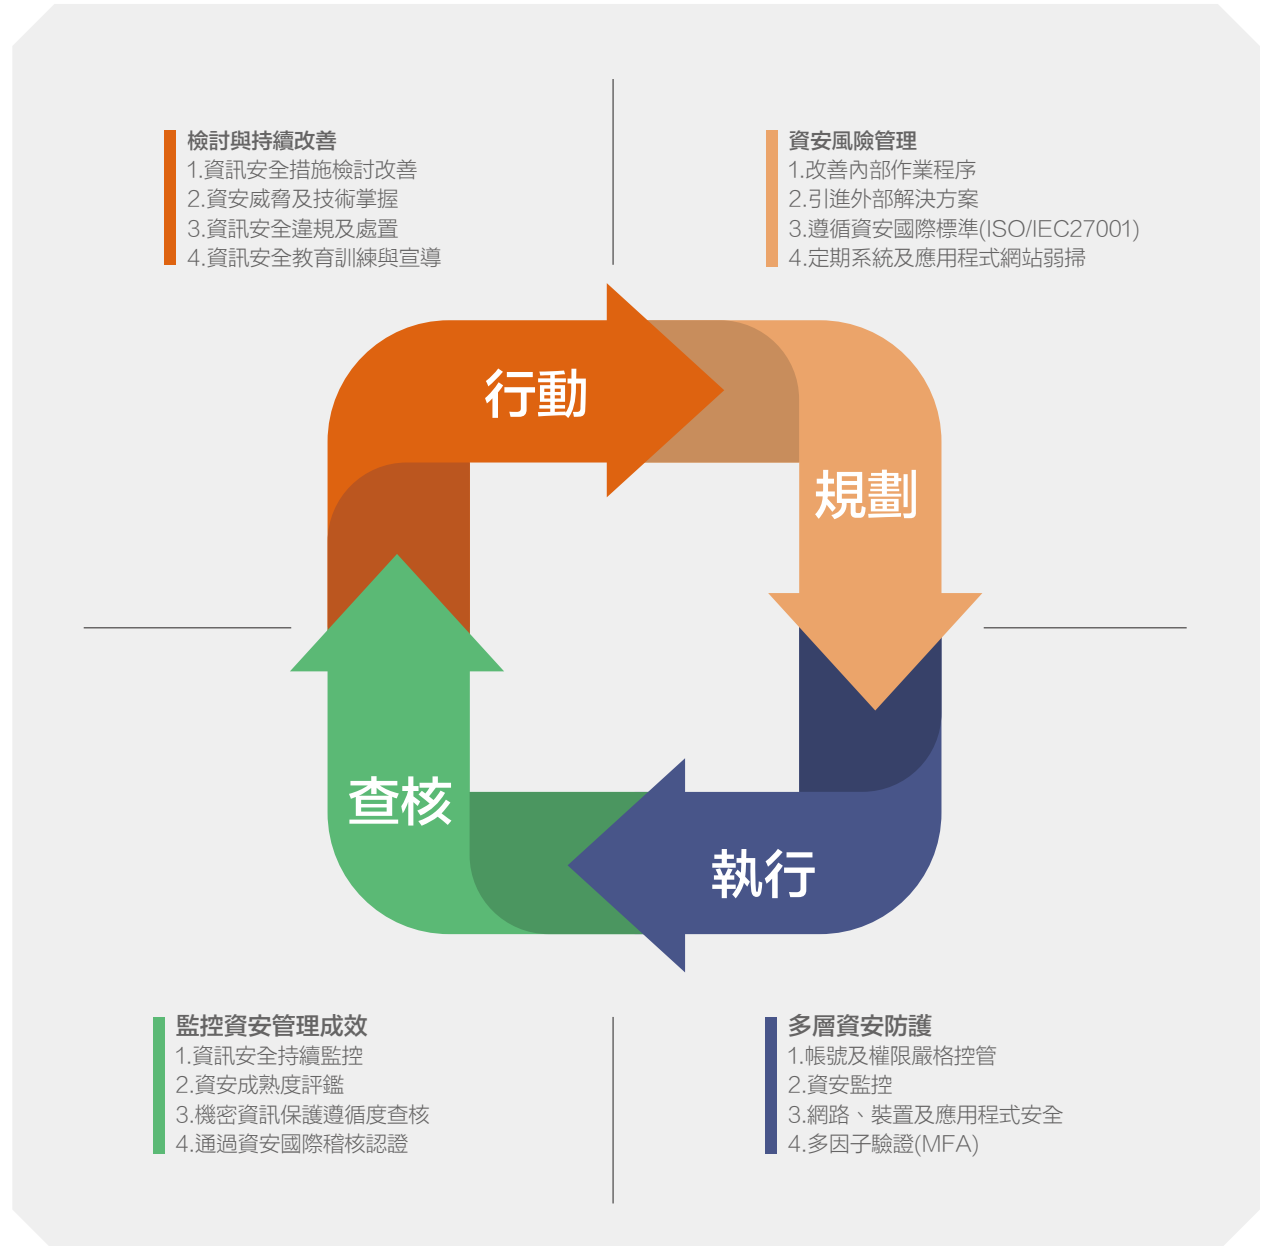 檢討與持續改善
1.資訊安全措施檢討改善
2.資安威脅及技術掌握
3.資訊安全違規及處置
4.資訊安全教育訓練與宣導
資安風險管理
1.改善內部作業程序
2.引進外部解決方案
3.遵循資安國際標準(ISO/IEC27001)
4.定期系統及應用程式網站弱掃
行動
規劃
查核
執行
監控資安管理成效
1.資訊安全持續監控
2.資安成熟度評鑑
3.機密資訊保護遵循度查核
4.通過資安國際稽核認證
多層資安防護
1.帳號及權限嚴格控管
2.資安監控
3.網路、裝置及應用程式安全
4.多因子驗證(MFA)